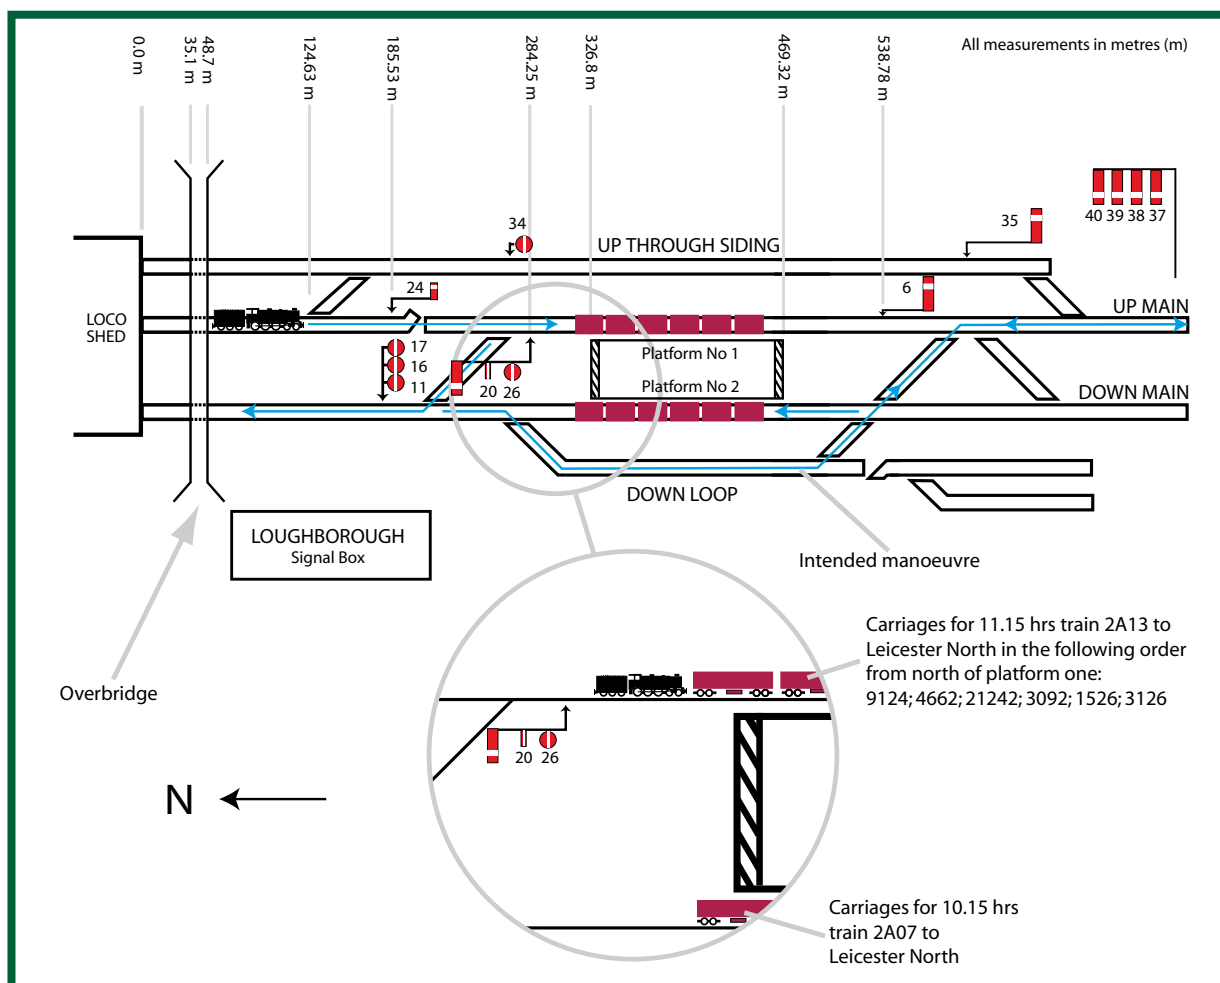 0.0 m
35.1 m
48.7 m
124.63 m
185.53 m
284.25 m
326.8 m
469.32 m
538.78 m
All measurements in metres (m)
34
UP THROUGH SIDING
35
40 39 38 37
24
6
UP MAIN
LOCO
SHED
17
16
11
20 26
Platform No 1
Platform No 2
DOWN MAIN
DOWN LOOP
LOUGHBOROUGH
Signal Box
Intended manoeuvre
Overbridge
Carriages for 11.15 hrs train 2A13 to
Leicester North in the following order
from north of platform one:
9124; 4662; 21242; 3092; 1526; 3126
20 26
N
Carriages for 10.15 hrs
train 2A07 to
Leicester North